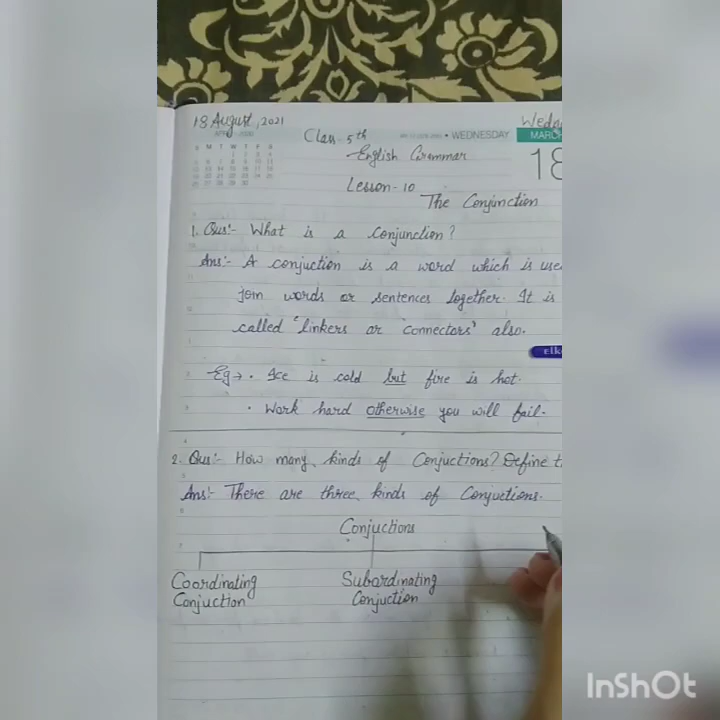 18 August, 2021
Class- 5th
WEDNESDAY
English Grammar
18
Lesson-10
The Conjunction
1. Qus:- What is a conjunction?
Ans:- A conjuction is a word which is use
join words or sentences together. It is
called 'linkers or connectors' also.
elk
Eg→ • Ice is cold but fire is hot.
• Work hard otherwise you will fail.
2. Qus:- How many kinds of Conjuctions? Define t
Ans:- There are three kinds of Conjuctions.
Conjuctions
Coordinating
Conjuction
Subordinating
Conjuction
InShOt